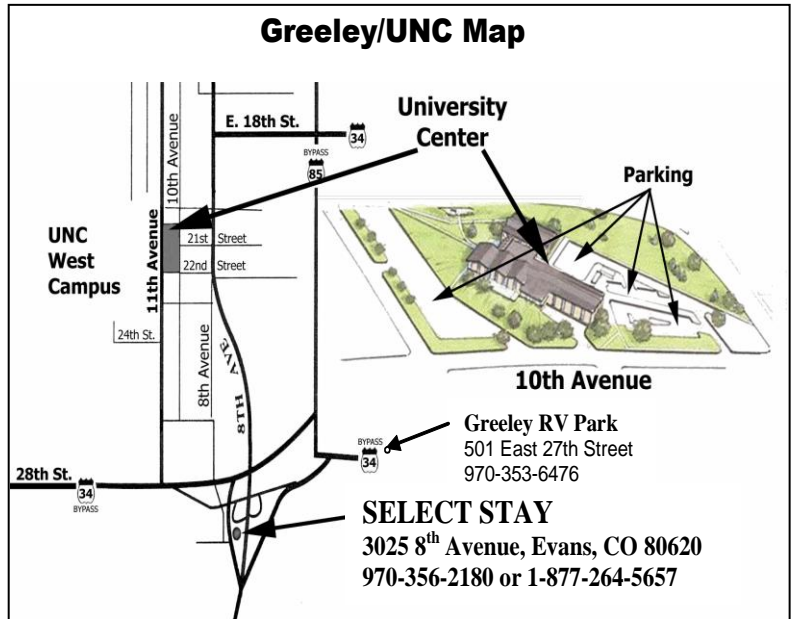 Greeley/UNC Map
University
Center
E. 18th St.
34
BYPASS
85
Parking
10th Avenue
11th Avenue
UNC
West
Campus
21st Street
22nd Street
24th St.
8th Avenue
8TH AVE
10th Avenue
Greeley RV Park
501 East 27th Street
970-353-6476
BYPASS
34
28th St.
34
BYPASS
SELECT STAY
3025 8th Avenue, Evans, CO 80620
970-356-2180 or 1-877-264-5657